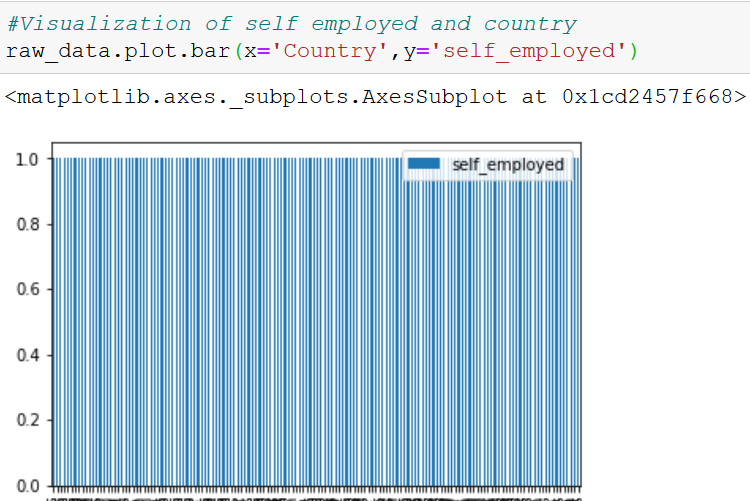 #Visualization of self employed and country
raw_data.plot.bar(x='Country',y='self_employed')
<matplotlib.axes._subplots.AxesSubplot at 0x1cd2457f668>
1.0
self_employed
0.8
0.6
0.4
0.2
0.0